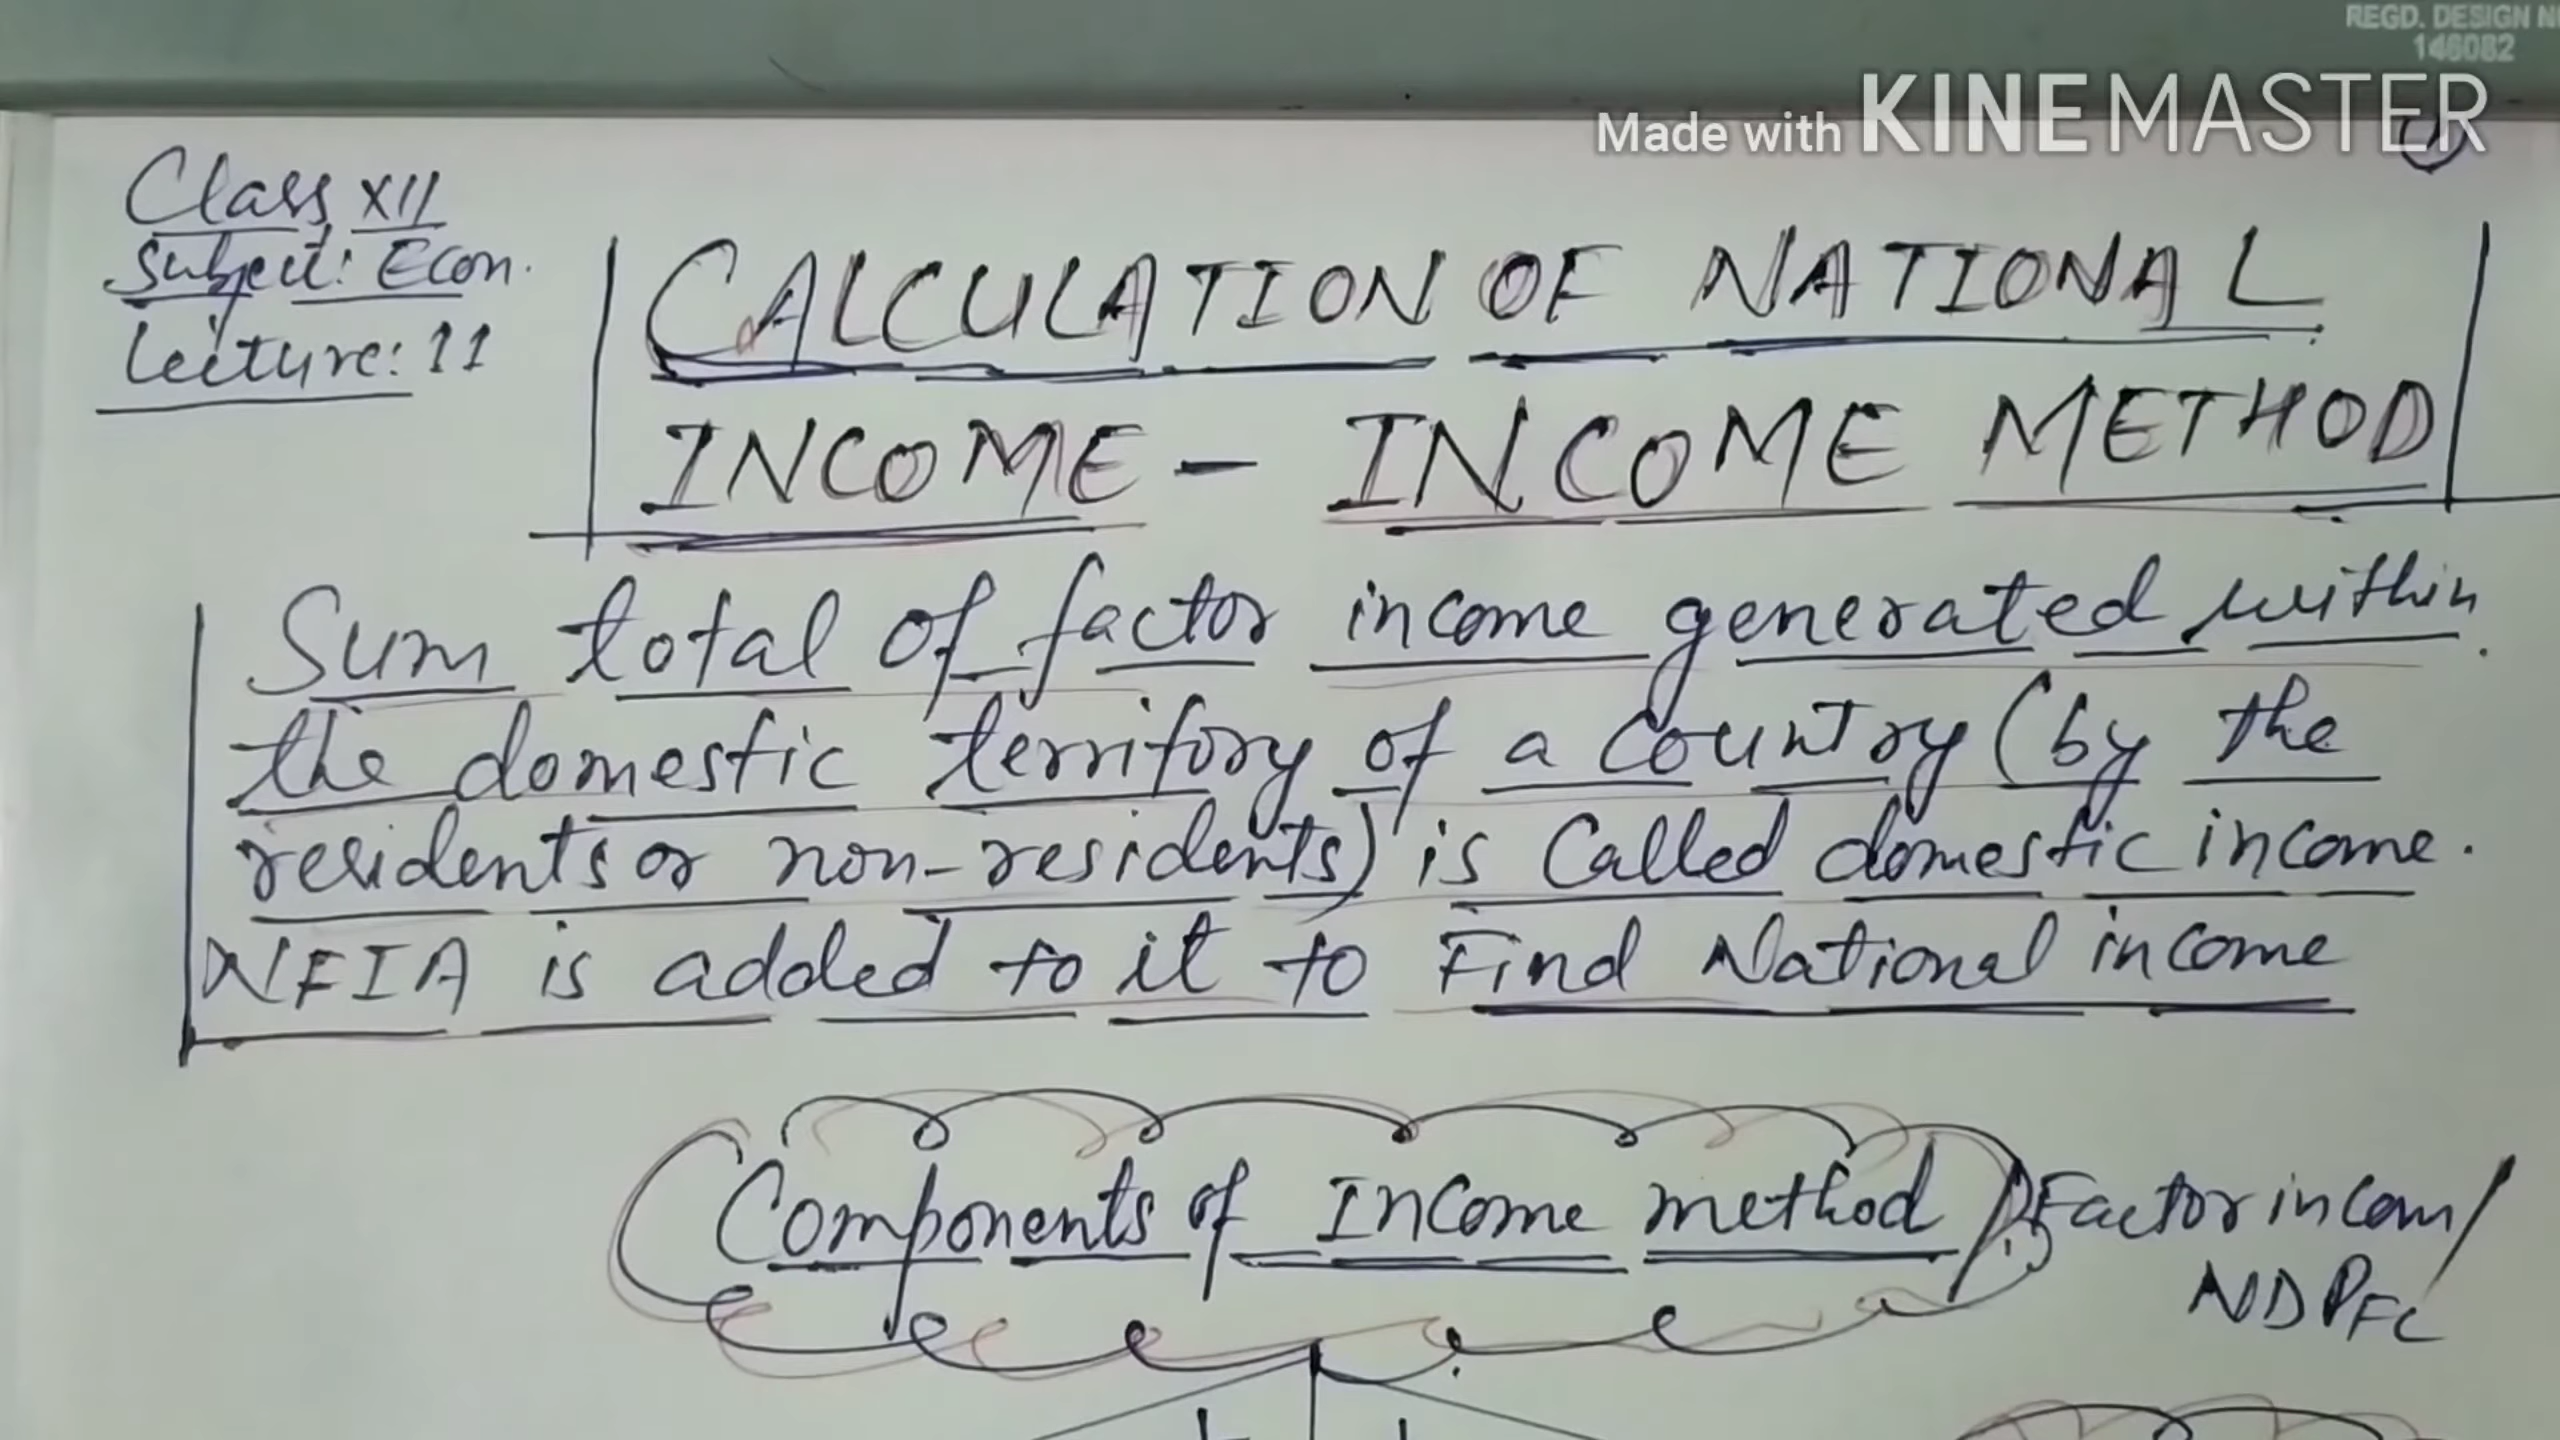 REGD. DESIGN N
146082
Made with KINEMASTER
Class XII
Subject: Econ.
Lecture: 11
CALCULATION OF NATIONAL
INCOME - INCOME METHOD
Sum total of factor income generated within
the domestic territory of a country (by the
residents or non-residents) is called domestic income.
NFIA is added to it to Find National income
Components of Income method / Factor incom /
NDPFC